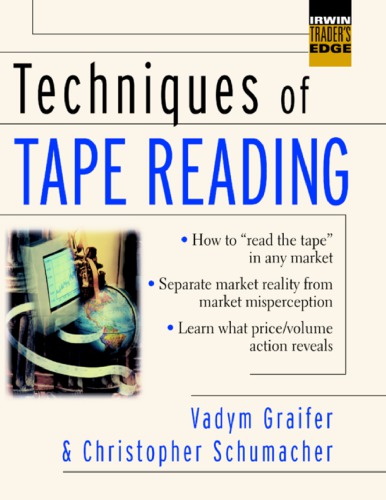 IRWIN
TRADER'S
EDGE
Techniques of
TAPE READING
• How to “read the tape”
in any market
• Separate market reality from
market misperception
• Learn what price/volume
action reveals
Vadym Graifer
& Christopher Schumacher